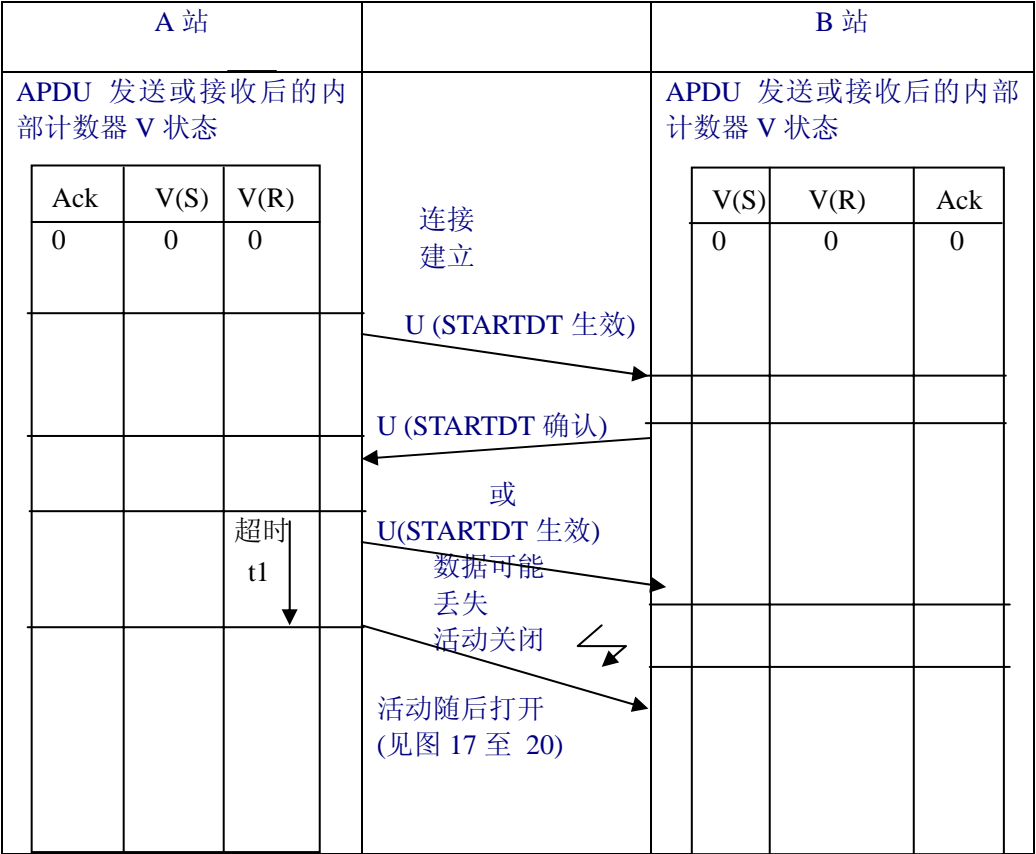 A 站
B 站
APDU 发送或接收后的内
部计数器 V 状态
APDU 发送或接收后的内部
计数器 V 状态
Ack V(S) V(R)
0 0 0
连接
建立
V(S) V(R) Ack
0 0 0
U (STARTDT 生效)
U (STARTDT 确认)
或
U(STARTDT 生效)
超时
t1
数据可能
丢失
活动关闭
活动随后打开
(见图 17 至 20)